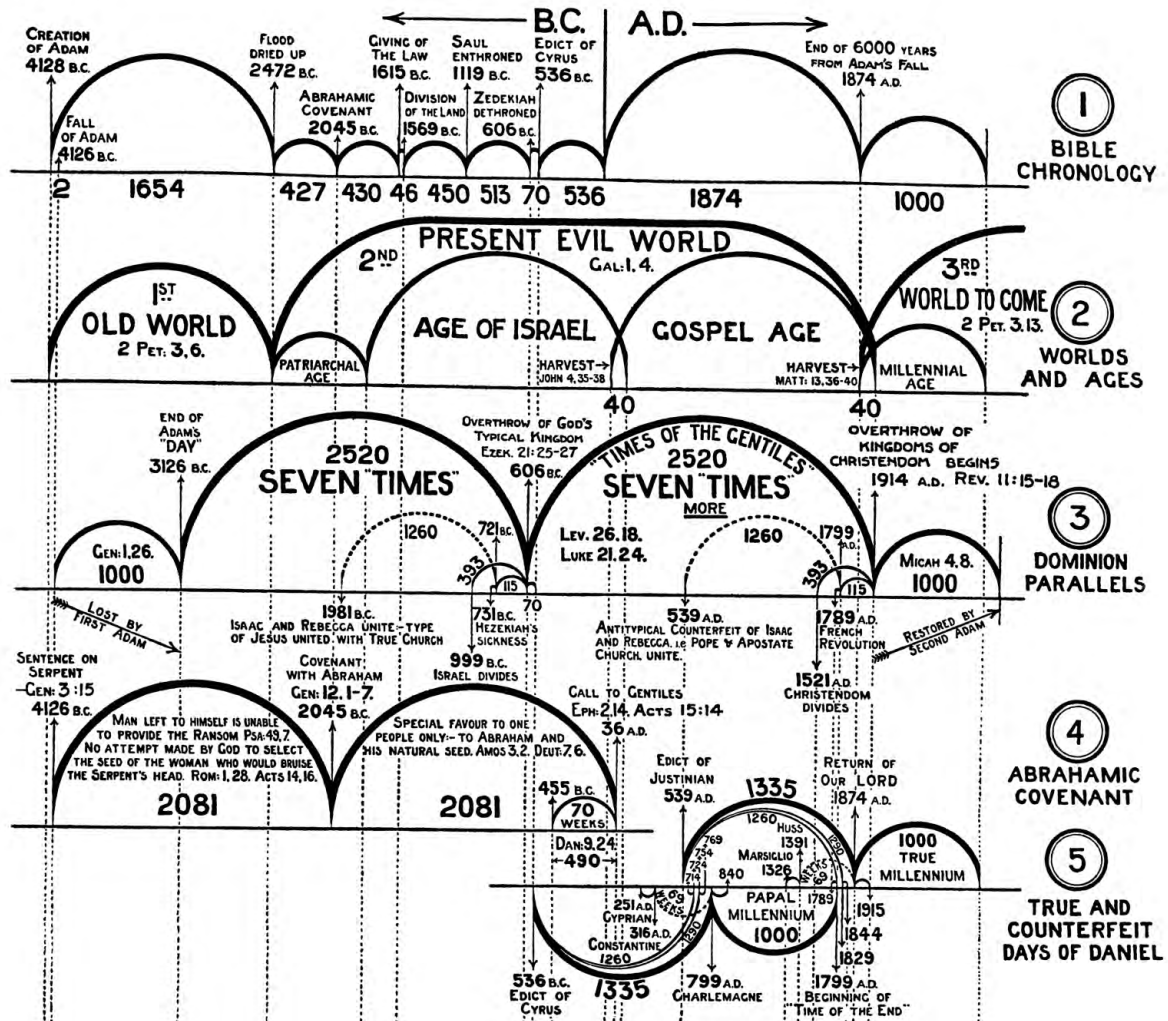 B.C. A.D.
CREATION
OF ADAM
4128 B.C.
FALL
OF ADAM
4126 B.C.
FLOOD
DRIED UP
2472 B.C.
ABRAHAMIC
COVENANT
2045 B.C.
GIVING OF
THE LAW
1615 B.C.
DIVISION
OF THE LAND
1569 B.C.
SAUL
ENTHRONED
1119 B.C.
ZEDEKIAH
DETHRONED
606 B.C.
EDICT OF
CYRUS
536 B.C.
END OF 6000 YEARS
FROM ADAM'S FALL
1874 A.D.
2 1654 427 430 46 450 513 70 536 1874 1000
1
BIBLE
CHRONOLOGY
1ST
OLD WORLD
2 PET: 3,6.
2ND
PRESENT EVIL WORLD
GAL: 1, 4.
PATRIARCHAL
AGE
AGE OF ISRAEL
HARVEST→
JOHN 4, 35-38
40
GOSPEL AGE
HARVEST→
MATT: 13, 36-40
40
3RD
WORLD TO COME
2 PET. 3.13.
MILLENNIAL
AGE
2
WORLDS
AND AGES
GEN: 1,26.
1000
LOST BY
FIRST ADAM
END OF
ADAM'S
"DAY"
3126 B.C.
2520
SEVEN "TIMES"
1260
1981 B.C.
ISAAC AND REBECCA UNITE-TYPE
OF JESUS UNITED WITH TRUE CHURCH
393
721 B.C.
115
731 B.C.
HEZEKIAH'S
SICKNESS
999 B.C.
ISRAEL DIVIDES
70
OVERTHROW OF GOD'S
TYPICAL KINGDOM
EZEK. 21:25-27
606 B.C.
"TIMES OF THE GENTILES"
2520
SEVEN "TIMES"
MORE
LEV. 26.18.
LUKE 21.24.
1260
539 A.D.
ANTITYPICAL COUNTERFEIT OF ISAAC
AND REBECCA, i.e POPE & APOSTATE
CHURCH UNITE.
1799
A.D.
393
115
1789 A.D.
FRENCH
REVOLUTION
1521 A.D.
CHRISTENDOM
DIVIDES
OVERTHROW OF
KINGDOMS OF
CHRISTENDOM BEGINS
1914 A.D. REV. 11:15-18
MICAH 4.8.
1000
RESTORED BY
SECOND ADAM
3
DOMINION
PARALLELS
SENTENCE ON
SERPENT
-GEN: 3:15
4126 B.C.
MAN LEFT TO HIMSELF IS UNABLE
TO PROVIDE THE RANSOM PSA: 49,7.
NO ATTEMPT MADE BY GOD TO SELECT
THE SEED OF THE WOMAN WHO WOULD BRUISE
THE SERPENT'S HEAD. ROM: 1, 28. ACTS 14,16.
2081
COVENANT
WITH ABRAHAM
GEN: 12.1-7.
2045 B.C.
SPECIAL FAVOUR TO ONE
PEOPLE ONLY:- TO ABRAHAM AND
HIS NATURAL SEED. AMOS 3,2. DEUT: 7,6.
2081
CALL TO GENTILES
EPH: 2,14. ACTS 15:14
36 A.D.
455 B.C.
70
WEEKS
DAN: 9.24
←490→
4
ABRAHAMIC
COVENANT
EDICT OF
JUSTINIAN
539 A.D.
1335
1260
1290
RETURN OF
OUR LORD
1874 A.D.
HUSS
1391
MARSIGLIO
1326
769
754
724
714
840
69
WEEKS
WEEKS
69
1789
251 A.D.
CYPRIAN
316 A.D.
CONSTANTINE
1260
1290
1335
536 B.C.
EDICT OF
CYRUS
799 A.D.
CHARLEMAGNE
PAPAL
MILLENNIUM
1000
1799 A.D.
BEGINNING OF
"TIME OF THE END"
1829
1844
1915
1000
TRUE
MILLENNIUM
5
TRUE AND
COUNTERFEIT
DAYS OF DANIEL